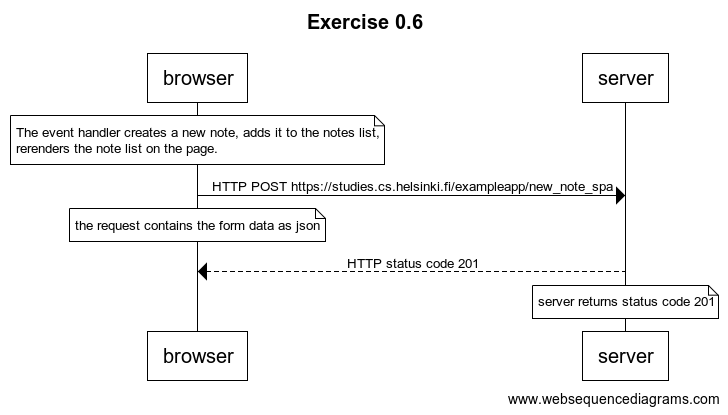 Exercise 0.6
browser
server
The event handler creates a new note, adds it to the notes list,
rerenders the note list on the page.
HTTP POST https://studies.cs.helsinki.fi/exampleapp/new_note_spa
the request contains the form data as json
HTTP status code 201
server returns status code 201
browser
server
www.websequencediagrams.com